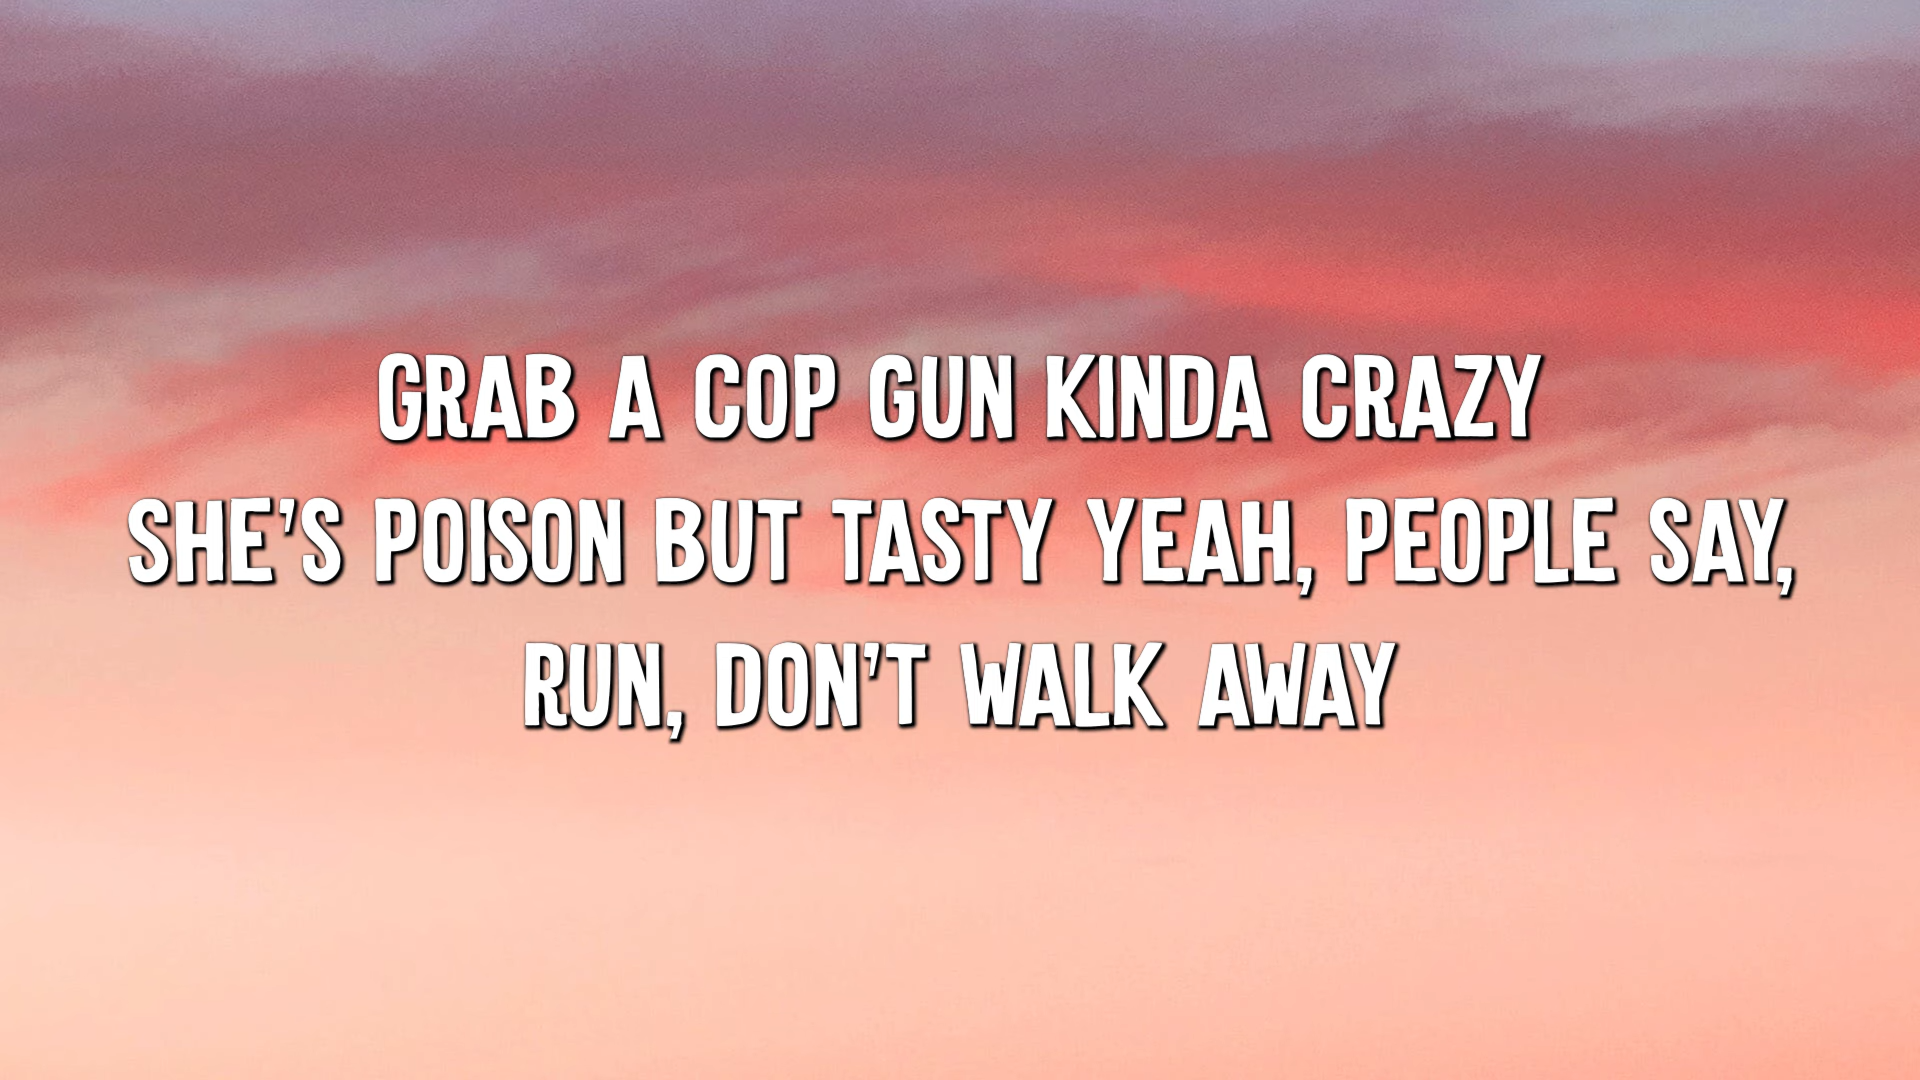 GRAB A COP GUN KINDA CRAZY
SHE'S POISON BUT TASTY YEAH, PEOPLE SAY,
RUN, DON'T WALK AWAY